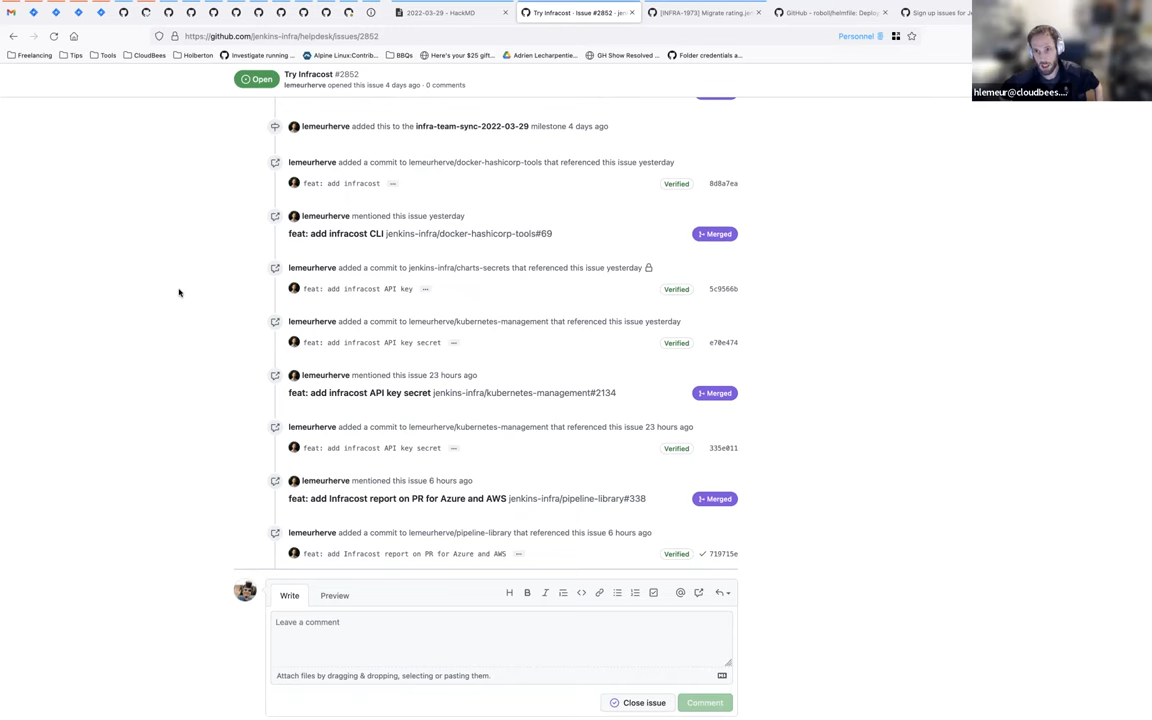 2022-03-29 - HackMD
Try Infracost · Issue #2852 · jen
[INFRA-1973] Migrate rating.je
GitHub - roboll/helmfile: Deploy
Sign up issues for J
https://github.com/jenkins-infra/helpdesk/issues/2852
Personnel
Freelancing
Tips
Tools
CloudBees
Holberton
Investigate running ...
Alpine Linux:Contrib...
BBQs
Here's your $25 gift...
Adrien Lecharpentie...
GH Show Resolved ...
Folder credentials a...
hlemeur@cloudbees....
Open
Try Infracost #2852
lemeurherve opened this issue 4 days ago · 0 comments
lemeurherve added this to the infra-team-sync-2022-03-29 milestone 4 days ago
lemeurherve added a commit to lemeurherve/docker-hashicorp-tools that referenced this issue yesterday
feat: add infracost ... Verified 8d8a7ea
lemeurherve mentioned this issue yesterday
feat: add infracost CLI jenkins-infra/docker-hashicorp-tools#69 Merged
lemeurherve added a commit to jenkins-infra/charts-secrets that referenced this issue yesterday
feat: add infracost API key ... Verified 5c9566b
lemeurherve added a commit to lemeurherve/kubernetes-management that referenced this issue yesterday
feat: add infracost API key secret ... Verified e70e474
lemeurherve mentioned this issue 23 hours ago
feat: add infracost API key secret jenkins-infra/kubernetes-management#2134 Merged
lemeurherve added a commit to lemeurherve/kubernetes-management that referenced this issue 23 hours ago
feat: add infracost API key secret ... Verified 335e011
lemeurherve mentioned this issue 6 hours ago
feat: add Infracost report on PR for Azure and AWS jenkins-infra/pipeline-library#338 Merged
lemeurherve added a commit to lemeurherve/pipeline-library that referenced this issue 6 hours ago
feat: add Infracost report on PR for Azure and AWS ... Verified 719715e
Write Preview
Leave a comment
Attach files by dragging & dropping, selecting or pasting them.
Close issue Comment